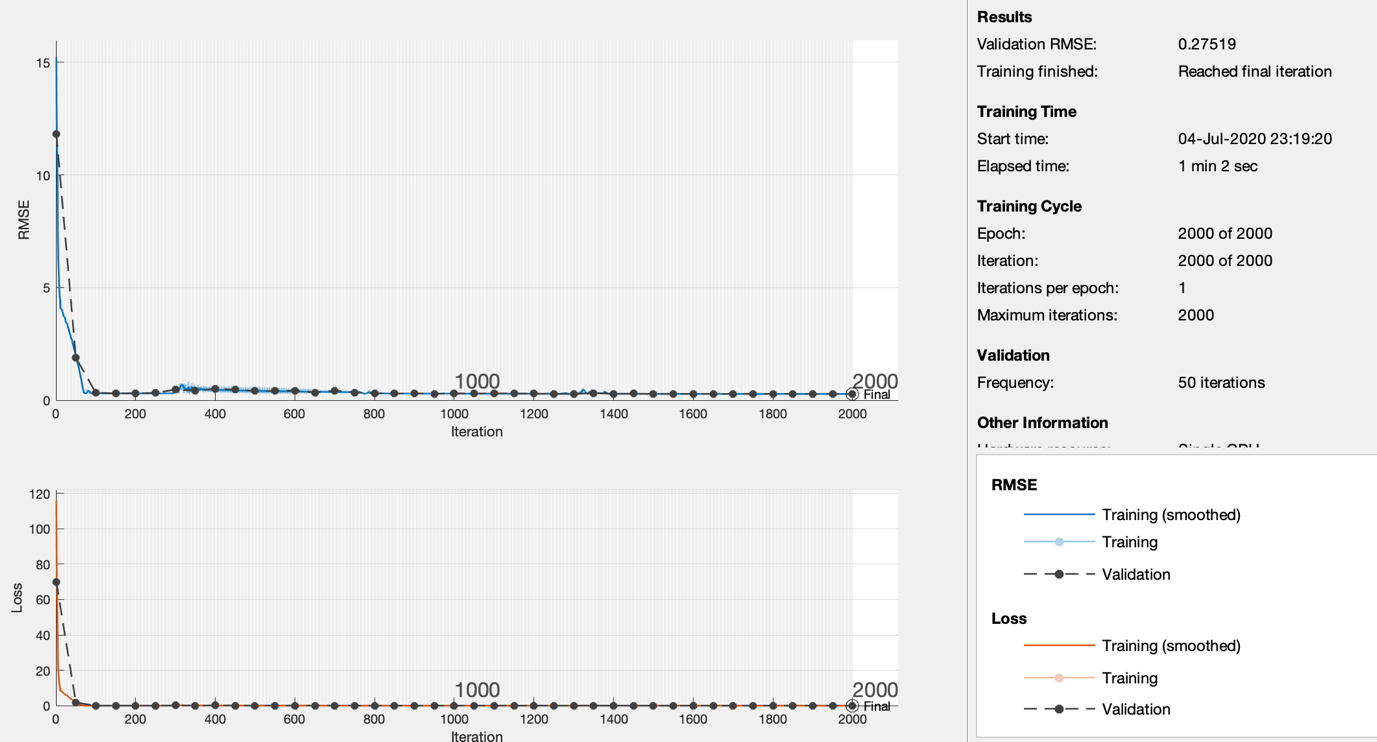 15
10
5
0
RMSE
1000
2000
Final
0 200 400 600 800 1000 1200 1400 1600 1800 2000
Iteration
120
100
80
60
40
20
0
Loss
1000
2000
Final
0 200 400 600 800 1000 1200 1400 1600 1800 2000
Iteration
Results
Validation RMSE: 0.27519
Training finished: Reached final iteration
Training Time
Start time: 04-Jul-2020 23:19:20
Elapsed time: 1 min 2 sec
Training Cycle
Epoch: 2000 of 2000
Iteration: 2000 of 2000
Iterations per epoch: 1
Maximum iterations: 2000
Validation
Frequency: 50 iterations
Other Information
Hardware resource: Single
RMSE
Training (smoothed)
Training
Validation
Loss
Training (smoothed)
Training
Validation